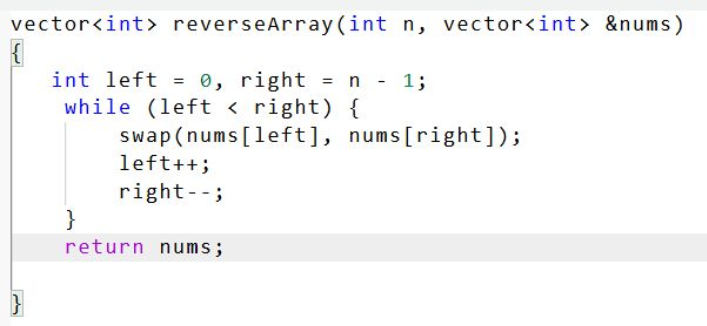 vector<int> reverseArray(int n, vector<int> &nums)
{
int left = 0, right = n - 1;
while (left < right) {
swap(nums[left], nums[right]);
left++;
right--;
}
return nums;
}